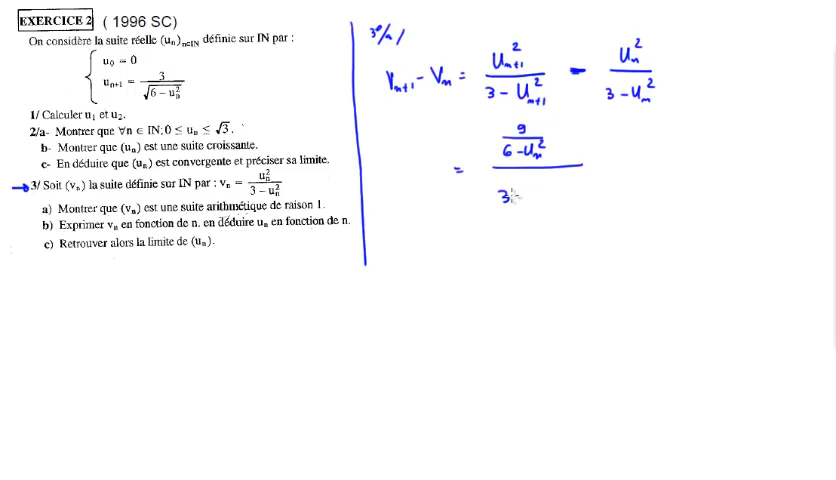 EXERCICE 2 ( 1996 SC)
On considère la suite réelle (uₙ)ₙ∈IN définie sur IN par :
{ u₀ = 0
uₙ₊₁ = 3 / √(6 − uₙ²)
1/ Calculer u₁ et u₂.
2/a- Montrer que ∀n ∈ IN; 0 ≤ uₙ ≤ √3.
b- Montrer que (uₙ) est une suite croissante.
c- En déduire que (uₙ) est convergente et préciser sa limite.
3/ Soit (vₙ) la suite définie sur IN par : vₙ = uₙ² / (3 − uₙ²)
a) Montrer que (vₙ) est une suite arithmétique de raison 1.
b) Exprimer vₙ en fonction de n. en déduire uₙ en fonction de n.
c) Retrouver alors la limite de (uₙ).
3°/a/
Vₙ₊₁ − Vₙ = Uₙ₊₁² / (3 − Uₙ₊₁²) − Uₙ² / (3 − Uₙ²)
= (9 / (6 − Uₙ²)) / 3